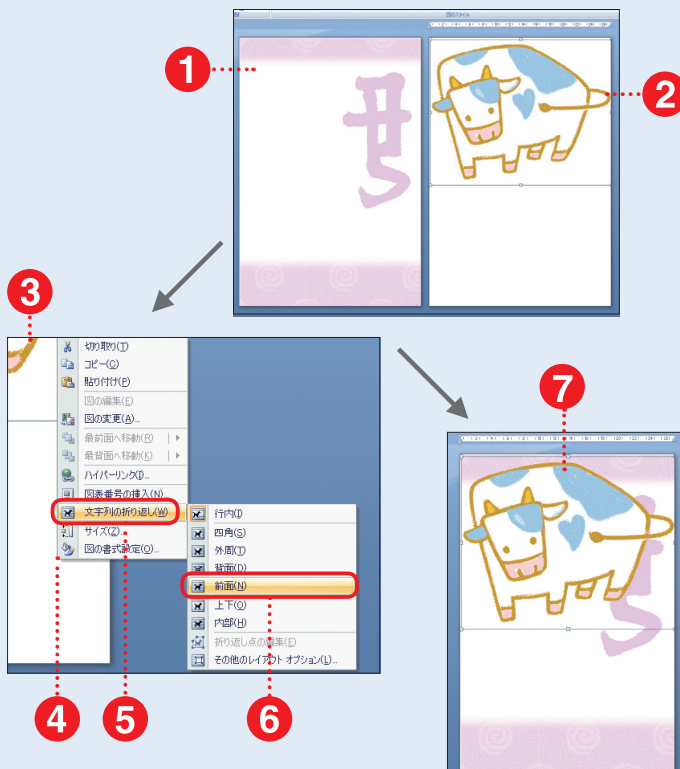 図のスタイル
1
2
丑
3
切り取り(T)
コピー(C)
貼り付け(P)
図の編集(E)
図の変更(A)...
最前面へ移動(R)
最背面へ移動(K)
ハイパーリンク(I)...
図表番号の挿入(N)...
文字列の折り返し(W)
サイズ(Z)...
図の書式設定(O)...
行内(I)
四角(S)
外周(T)
背面(D)
前面(N)
上下(O)
内部(H)
折り返し点の編集(E)
その他のレイアウト オプション(L)...
4
5
6
7